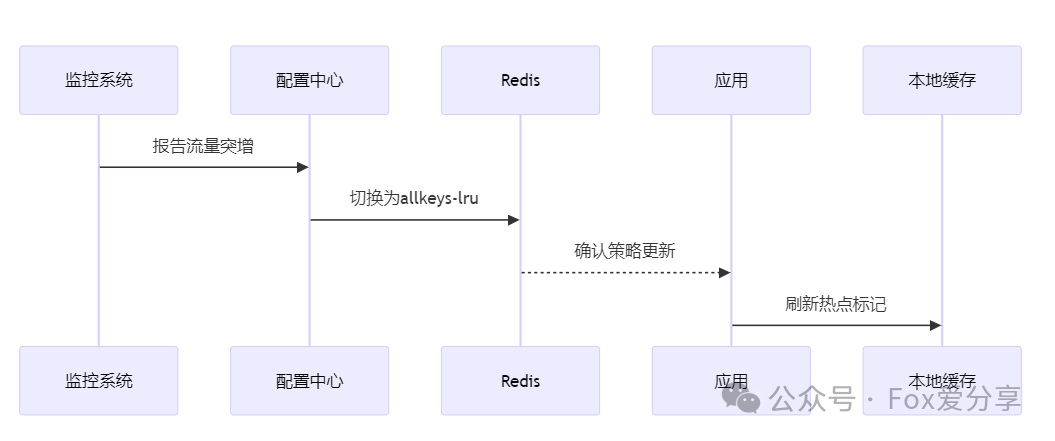 监控系统
配置中心
Redis
应用
本地缓存
报告流量突增
切换为allkeys-lru
确认策略更新
刷新热点标记
监控系统
配置中心
Redis
应用
本地缓存
公众号 · Fox爱分享